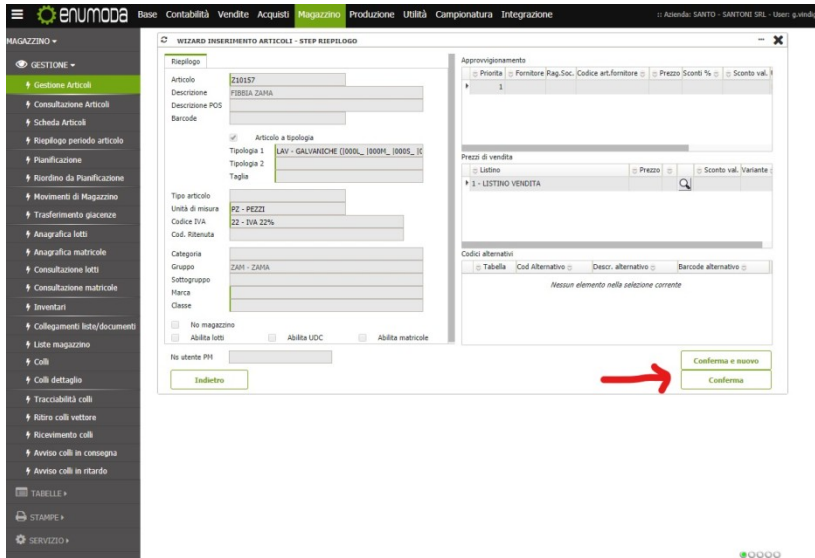 enumoda Base Contabilità Vendite Acquisti Magazzino Produzione Utilità Campionatura Integrazione :: Azienda: SANTO - SANTONI SRL - User: g.vindig
MAGAZZINO
GESTIONE
Gestione Articoli
Consultazione Articoli
Scheda Articoli
Riepilogo periodo articolo
Pianificazione
Riordino da Pianificazione
Movimenti di Magazzino
Trasferimento giacenze
Anagrafica lotti
Anagrafica matricole
Consultazione lotti
Consultazione matricole
Inventari
Collegamenti liste/documenti
Liste magazzino
Colli
Colli dettaglio
Tracciabilità colli
Ritiro colli vettore
Ricevimento colli
Avviso colli in consegna
Avviso colli in ritardo
TABELLE
STAMPE
SERVIZIO
WIZARD INSERIMENTO ARTICOLI - STEP RIEPILOGO
Riepilogo
Articolo Z10157
Descrizione FIBBIA ZAMA
Descrizione POS
Barcode
Articolo a tipologia
Tipologia 1 LAV - GALVANICHE (|000L_ |000M_ |000S_ |0
Tipologia 2
Taglia
Tipo articolo
Unità di misura PZ - PEZZI
Codice IVA 22 - IVA 22%
Cod. Ritenuta
Categoria
Gruppo ZAM - ZAMA
Sottogruppo
Marca
Classe
No magazzino
Abilita lotti Abilita UDC Abilita matricole
Ns utente PM
Indietro
Approvvigionamento
Priorita Fornitore Rag.Soc. Codice art.fornitore Prezzo Sconti % Sconto val.
1
Prezzi di vendita
Listino Prezzo Sconto val. Variante
1 - LISTINO VENDITA
Codici alternativi
Tabella Cod Alternativo Descr. alternativo Barcode alternativo
Nessun elemento nella selezione corrente
Conferma e nuovo
Conferma